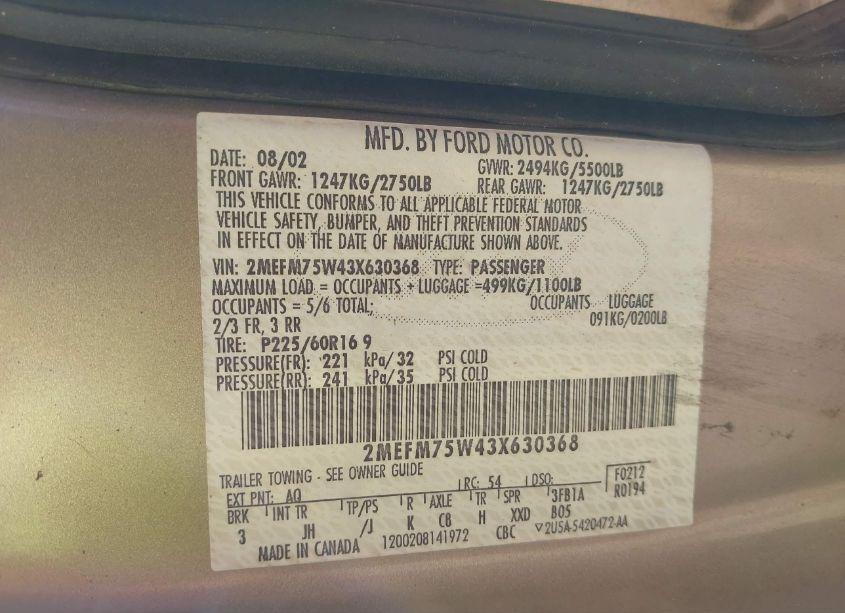 MFD. BY FORD MOTOR CO.
DATE: 08/02 GVWR: 2494KG/5500LB
FRONT GAWR: 1247KG/2750LB REAR GAWR: 1247KG/2750LB
THIS VEHICLE CONFORMS TO ALL APPLICABLE FEDERAL MOTOR
VEHICLE SAFETY, BUMPER, AND THEFT PREVENTION STANDARDS
IN EFFECT ON THE DATE OF MANUFACTURE SHOWN ABOVE.
VIN: 2MEFM75W43X630368 TYPE: PASSENGER
MAXIMUM LOAD = OCCUPANTS + LUGGAGE =499KG/1100LB
OCCUPANTS = 5/6 TOTAL; OCCUPANTS LUGGAGE
2/3 FR, 3 RR 091KG/0200LB
TIRE: P225/60R16 9
PRESSURE(FR): 221 kPa/ 32 PSI COLD
PRESSURE(RR): 241 kPa/ 35 PSI COLD
2MEFM75W43X630368
TRAILER TOWING - SEE OWNER GUIDE
EXT PNT: AQ RC: 54 DSO: F0212
BRK INT TR TP/PS R AXLE TR SPR 3FB1A R0194
3 JH /J K CB H XXD B05
MADE IN CANADA 1200208141972 CBC 2U5A-5420472-AA